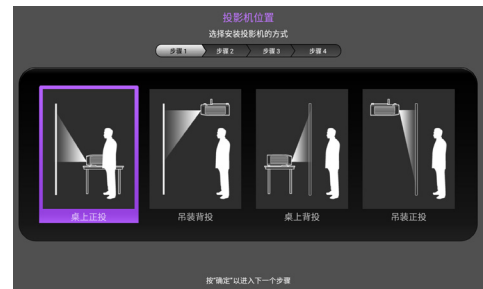 投影机位置
选择安装投影机的方式
步骤 1
步骤 2
步骤 3
步骤 4
桌上正投
吊装背投
桌上背投
吊装正投
按"确定"以进入下一个步骤